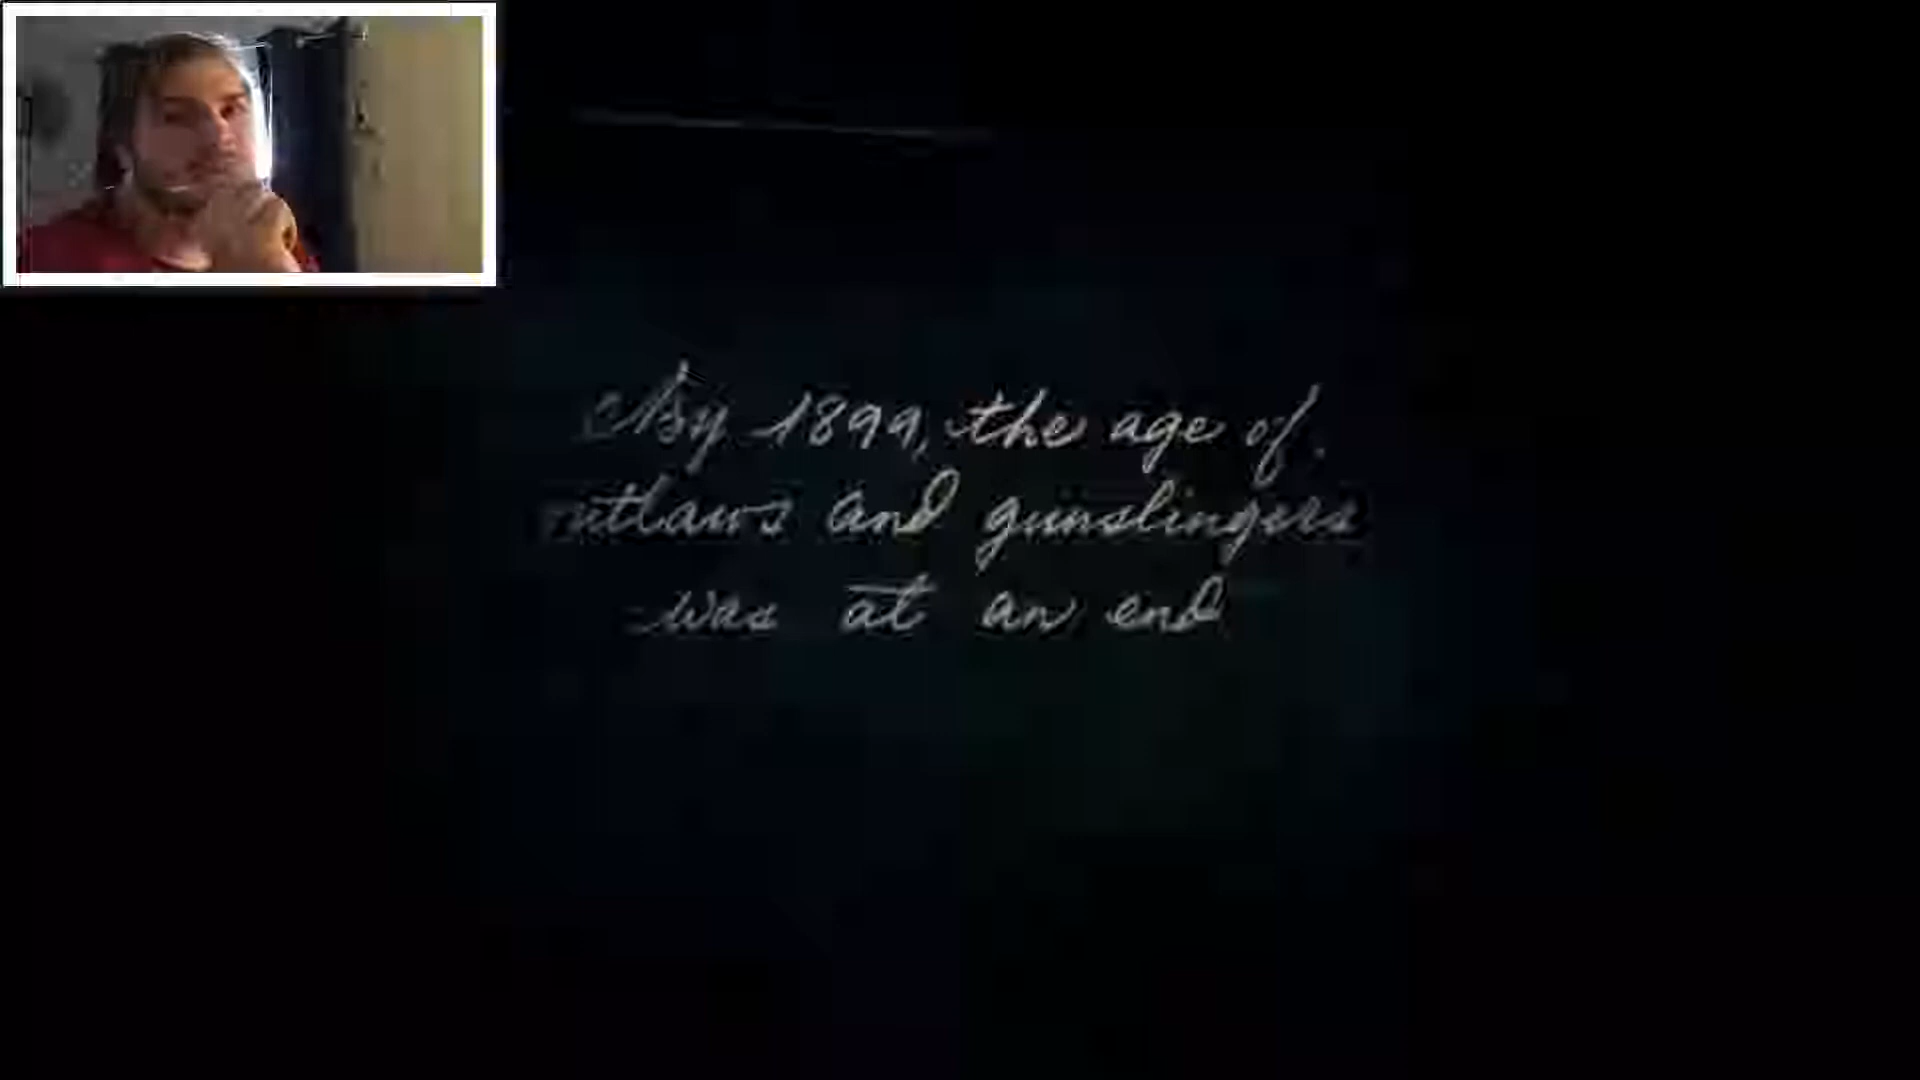 By 1899, the age of
outlaws and gunslingers
was at an end